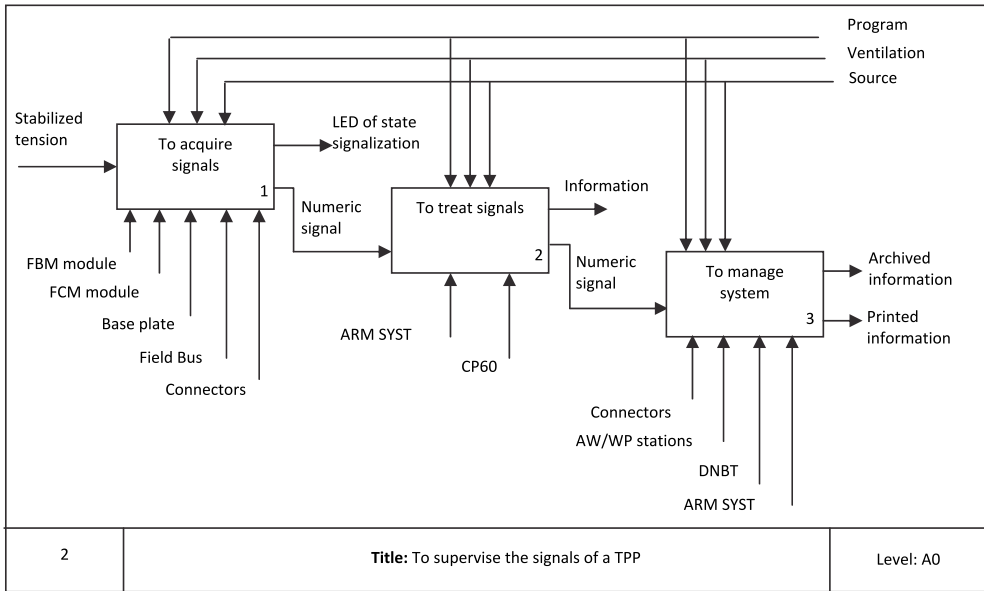 Program
Ventilation
Source
Stabilized
tension
To acquire
signals
1
LED of state
signalization
Numeric
signal
FBM module
FCM module
Base plate
Field Bus
Connectors
To treat signals
2
Information
Numeric
signal
ARM SYST
CP60
To manage
system
3
Archived
information
Printed
information
Connectors
AW/WP stations
DNBT
ARM SYST
2
Title: To supervise the signals of a TPP
Level: A0